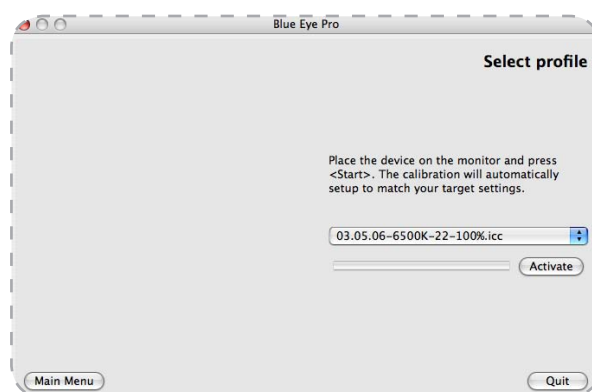 Blue Eye Pro
Select profile
Place the device on the monitor and press
<Start>. The calibration will automatically
setup to match your target settings.
03.05.06-6500K-22-100%.icc
Activate
Main Menu
Quit